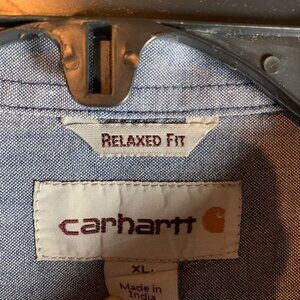 RELAXED FIT
carhartt
XL
Made in
India